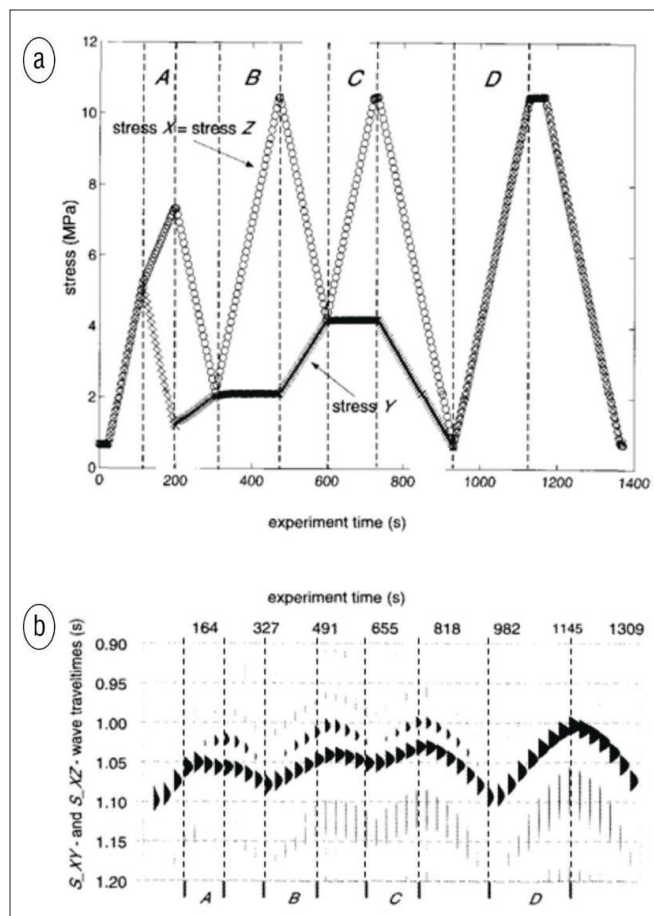 a
A B C D
stress X = stress Z
stress Y
stress (MPa)
12
10
8
6
4
2
0
0 200 400 600 800 1000 1200 1400
experiment time (s)
b
experiment time (s)
164 327 491 655 818 982 1145 1309
S_XY- and S_XZ - wave traveltimes (s)
0.90
0.95
1.00
1.05
1.10
1.15
1.20
A B C D